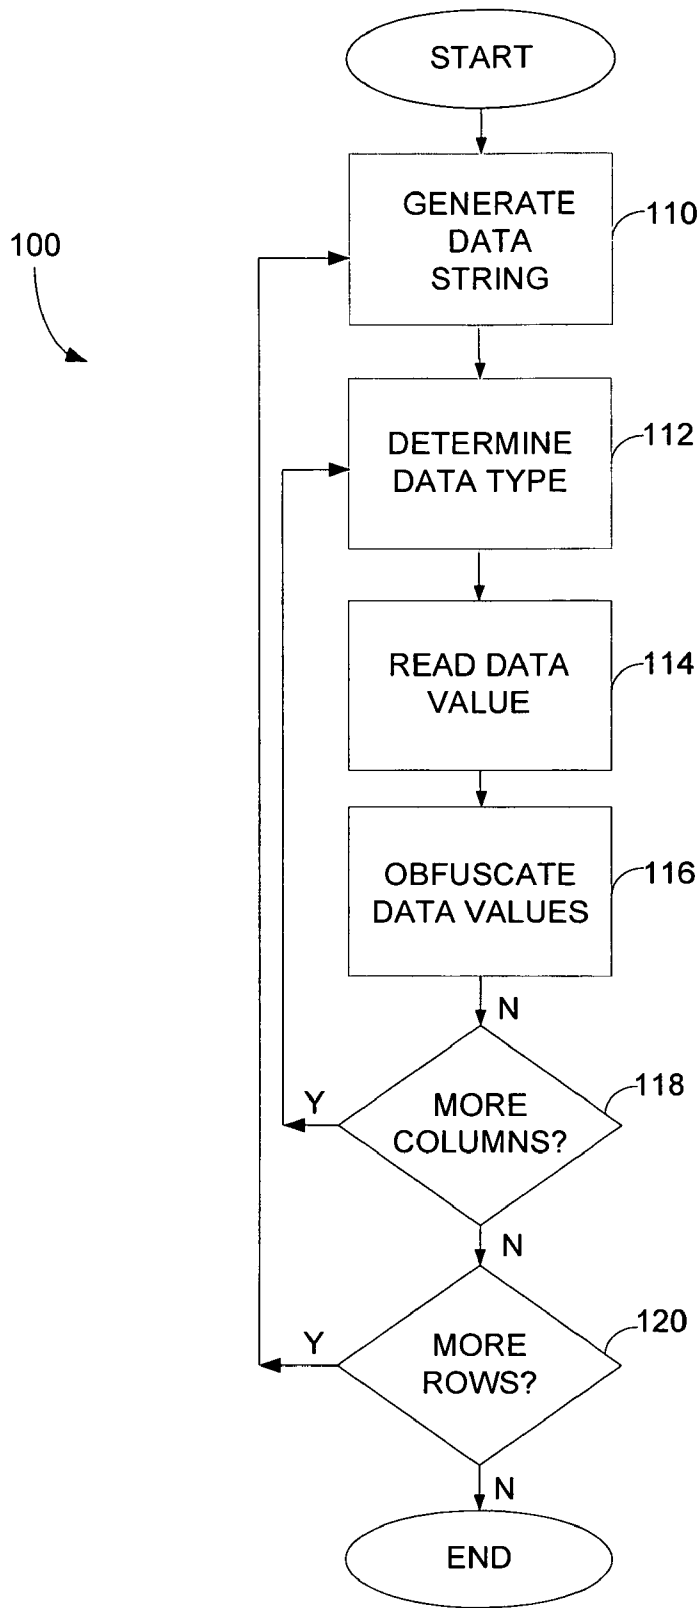 START
GENERATE
DATA
STRING
110
100
DETERMINE
DATA TYPE
112
READ DATA
VALUE
114
OBFUSCATE
DATA VALUES
116
N
MORE
COLUMNS?
118
Y
N
MORE
ROWS?
120
Y
N
END